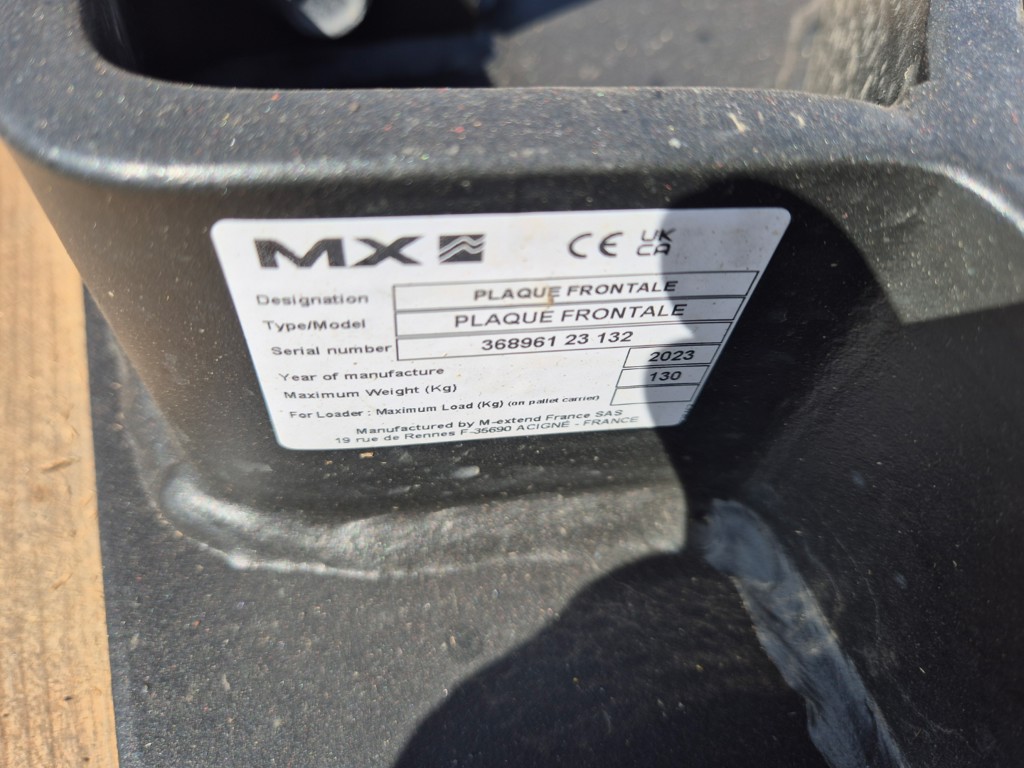 MX CE UK CA
Designation PLAQUE FRONTALE
Type/Model PLAQUE FRONTALE
Serial number 368961 23 132
Year of manufacture 2023
Maximum Weight (Kg) 130
For Loader : Maximum Load (Kg) (on pallet carrier)
Manufactured by M-extend France SAS
19 rue de Rennes F-35690 ACIGNÉ - FRANCE